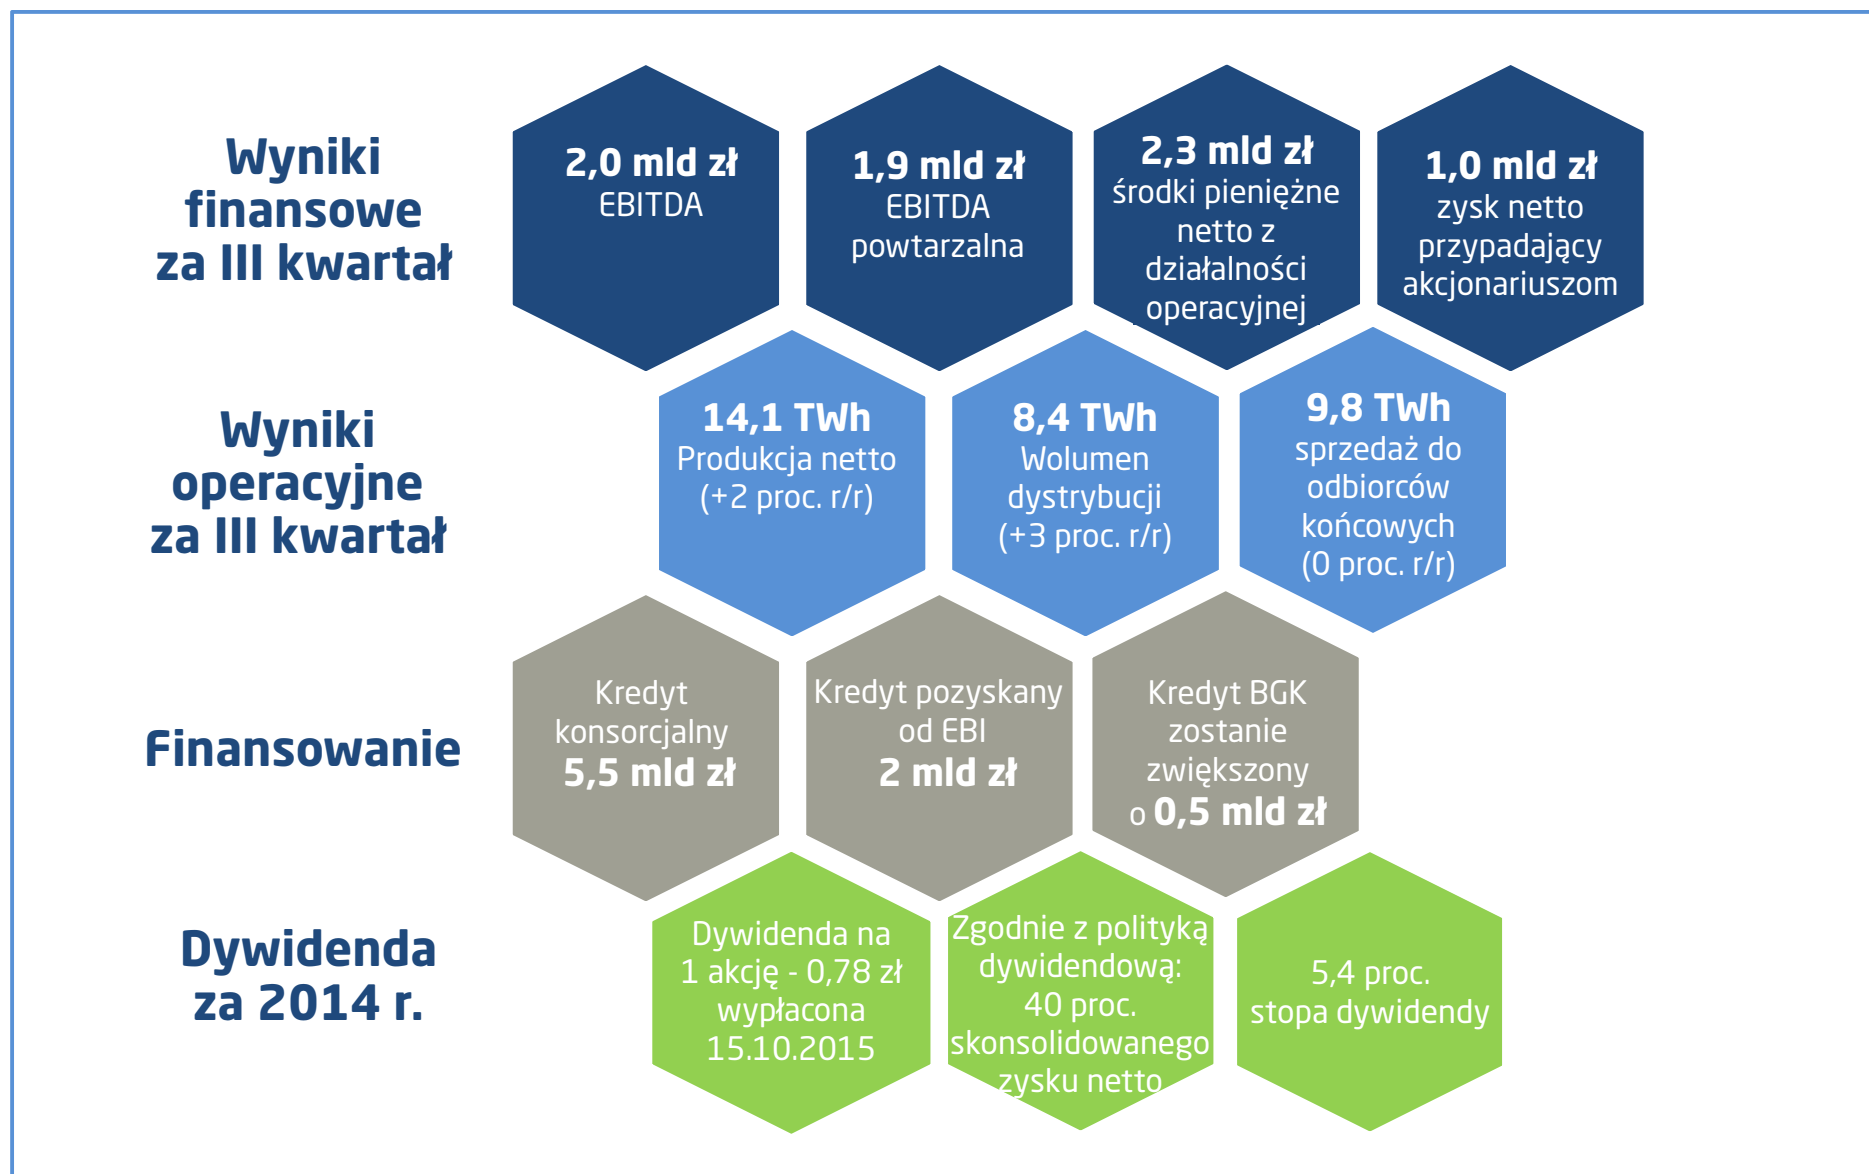 Wyniki
finansowe
za III kwartał
2,0 mld zł
EBITDA
1,9 mld zł
EBITDA
powtarzalna
2,3 mld zł
środki pieniężne
netto z
działalności
operacyjnej
1,0 mld zł
zysk netto
przypadający
akcjonariuszom
Wyniki
operacyjne
za III kwartał
14,1 TWh
Produkcja netto
(+2 proc. r/r)
8,4 TWh
Wolumen
dystrybucji
(+3 proc. r/r)
9,8 TWh
sprzedaż do
odbiorców
końcowych
(0 proc. r/r)
Finansowanie
Kredyt
konsorcjalny
5,5 mld zł
Kredyt pozyskany
od EBI
2 mld zł
Kredyt BGK
zostanie
zwiększony
o 0,5 mld zł
Dywidenda
za 2014 r.
Dywidenda na
1 akcję - 0,78 zł
wypłacona
15.10.2015
Zgodnie z polityką
dywidendową:
40 proc.
skonsolidowanego
zysku netto
5,4 proc.
stopa dywidendy